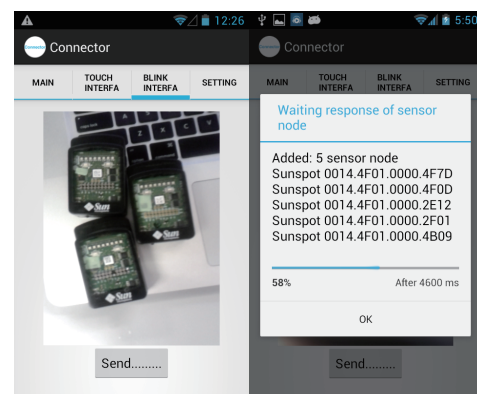 12:26
Connector
MAIN
TOUCH
INTERFA
BLINK
INTERFA
SETTING
Sun
Sun
Sun
Send.........
5:50
Connector
MAIN
TOUCH
INTERFA
BLINK
INTERFA
SETTING
Waiting response of sensor
node
Added: 5 sensor node
Sunspot 0014.4F01.0000.4F7D
Sunspot 0014.4F01.0000.4F0D
Sunspot 0014.4F01.0000.2E12
Sunspot 0014.4F01.0000.2F01
Sunspot 0014.4F01.0000.4B09
58%
After 4600 ms
OK
Send.........